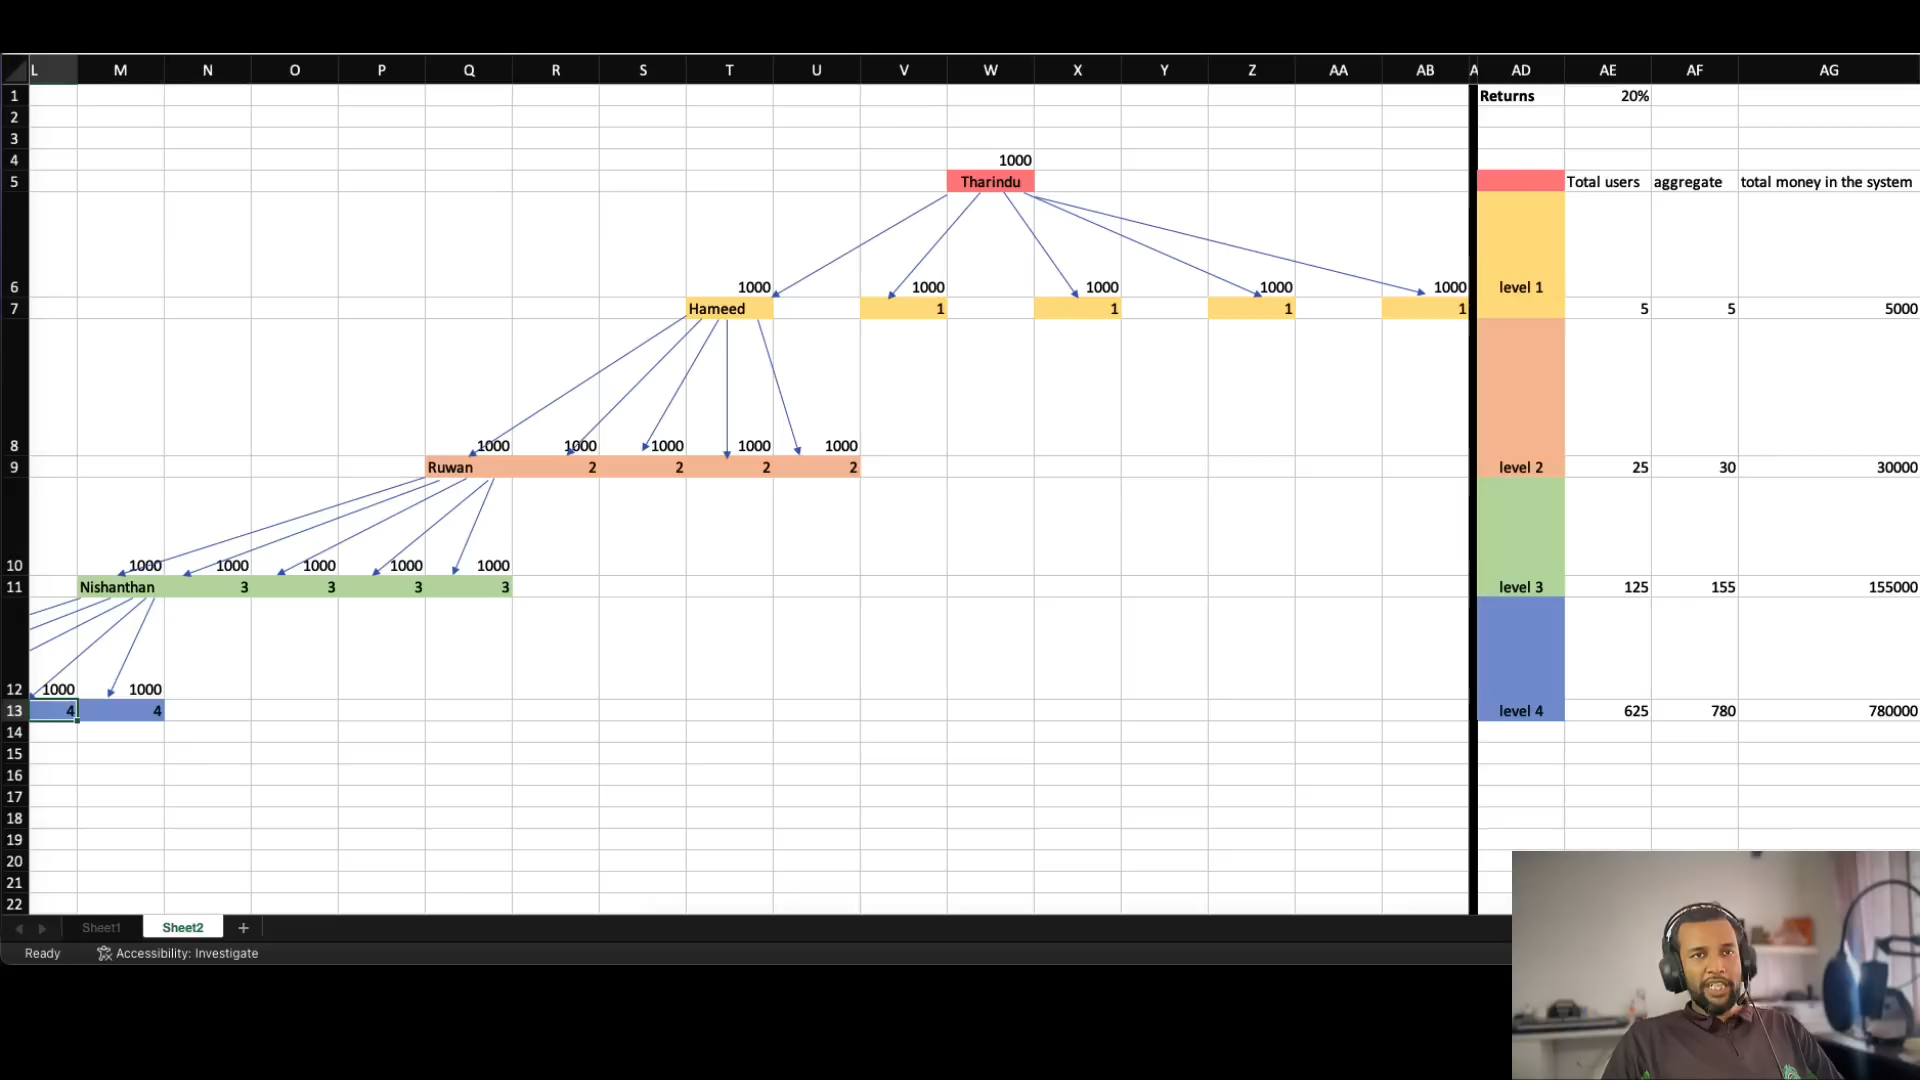 L M N O P Q R S T U V W X Y Z AA AB A AD AE AF AG
1 Returns 20%
2
3
4 1000
5 Tharindu Total users aggregate total money in the system
6 1000 1000 1000 1000 1000 level 1
7 Hameed 1 1 1 1 5 5 5000
8 1000 1000 1000 1000 1000
9 Ruwan 2 2 2 2 level 2 25 30 30000
10 1000 1000 1000 1000 1000
11 Nishanthan 3 3 3 3 level 3 125 155 155000
12 1000 1000
13 4 4 level 4 625 780 780000
14
15
16
17
18
19
20
21
22
Sheet1 Sheet2 +
Ready Accessibility: Investigate